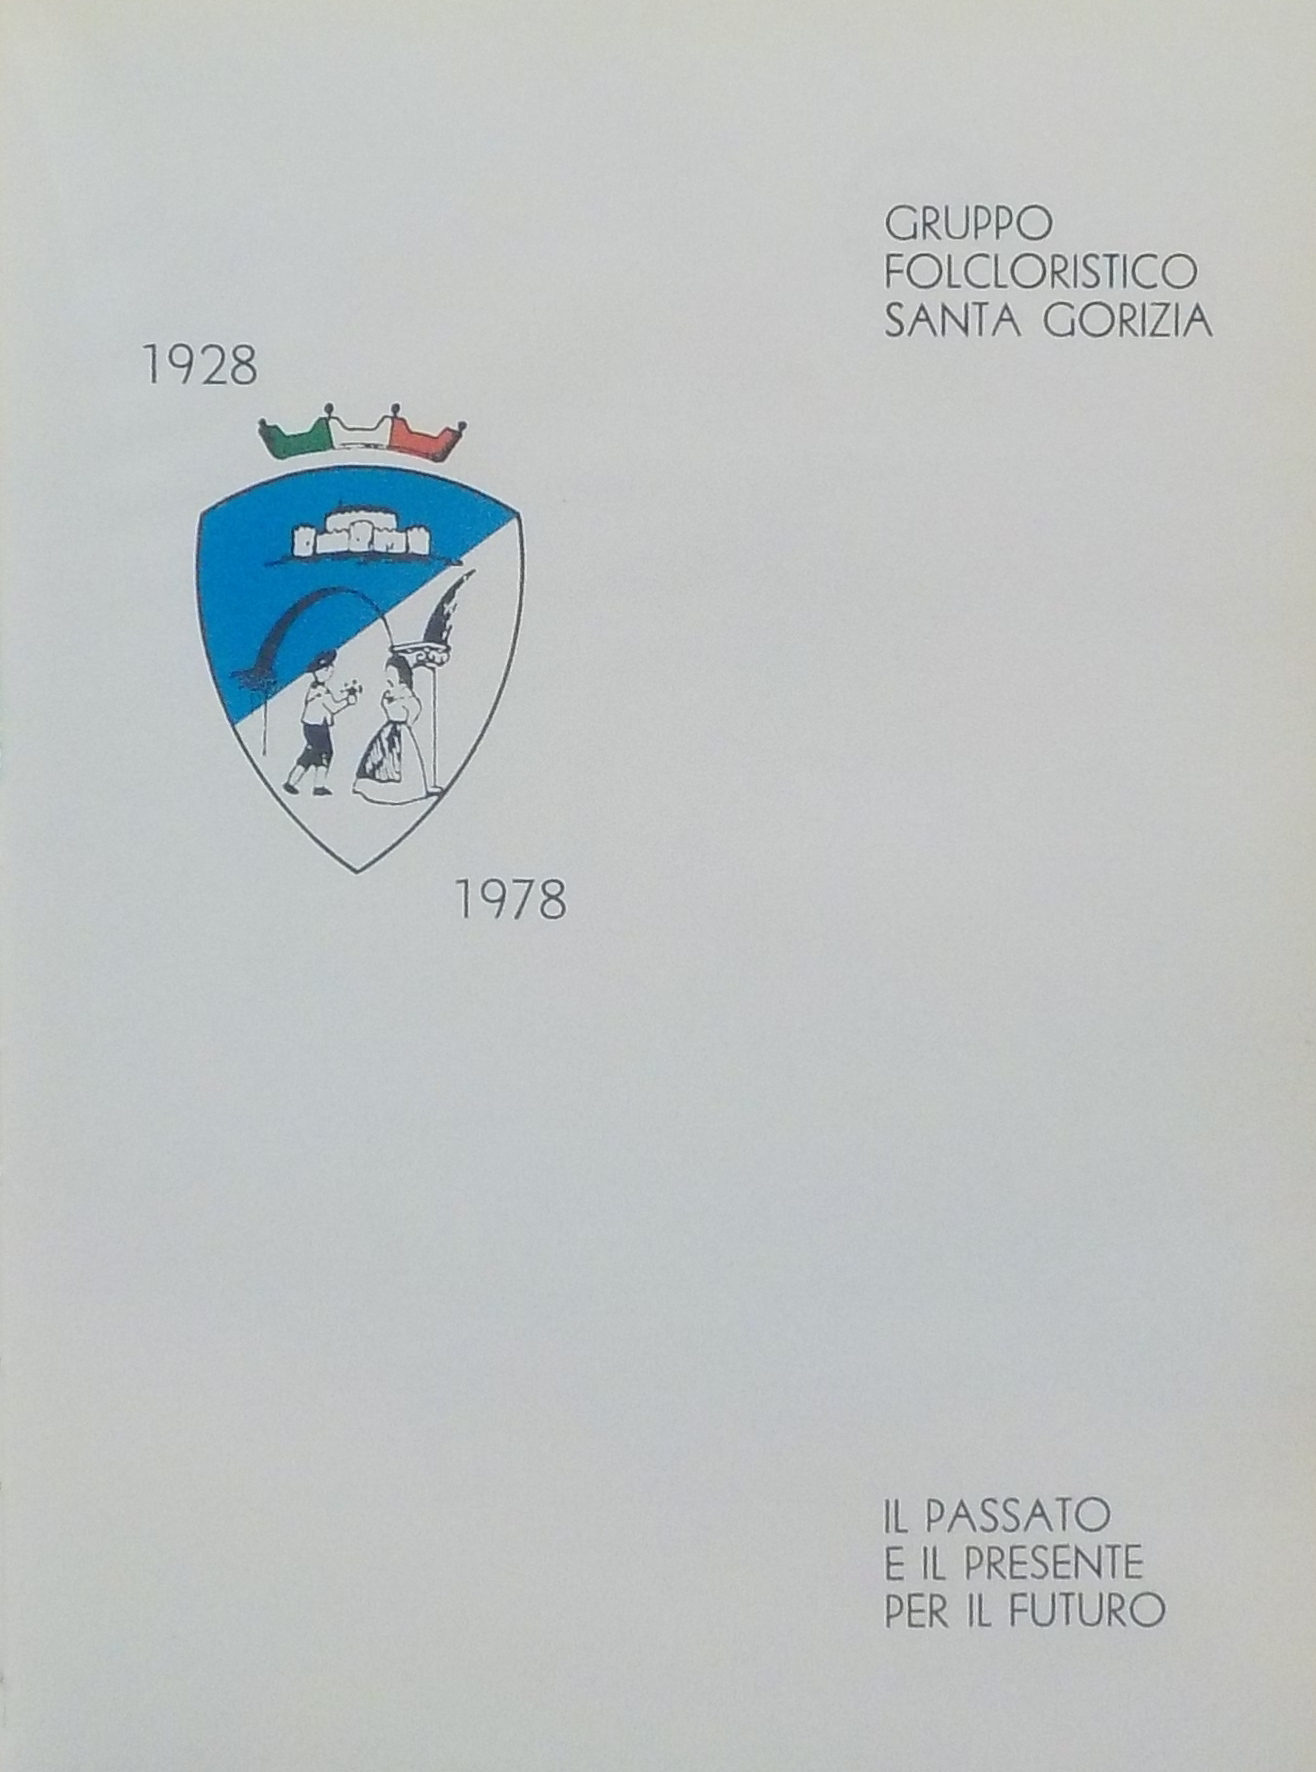 GRUPPO
FOLCLORISTICO
SANTA GORIZIA
1928
1978
IL PASSATO
E IL PRESENTE
PER IL FUTURO